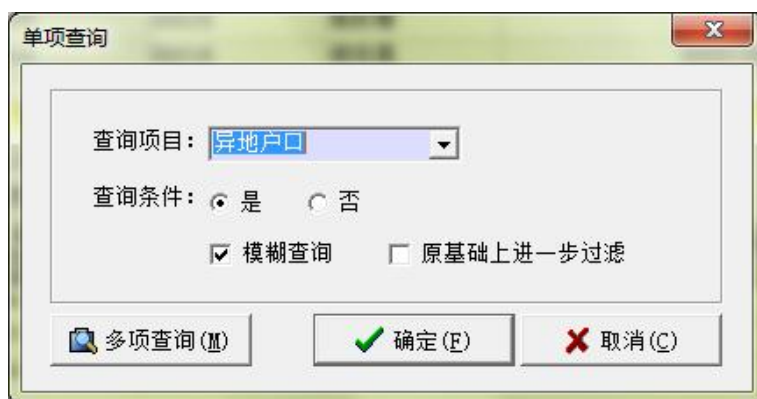 单项查询
查询项目：异地户口
查询条件：是 否
模糊查询 原基础上进一步过滤
多项查询(M) 确定(F) 取消(C)